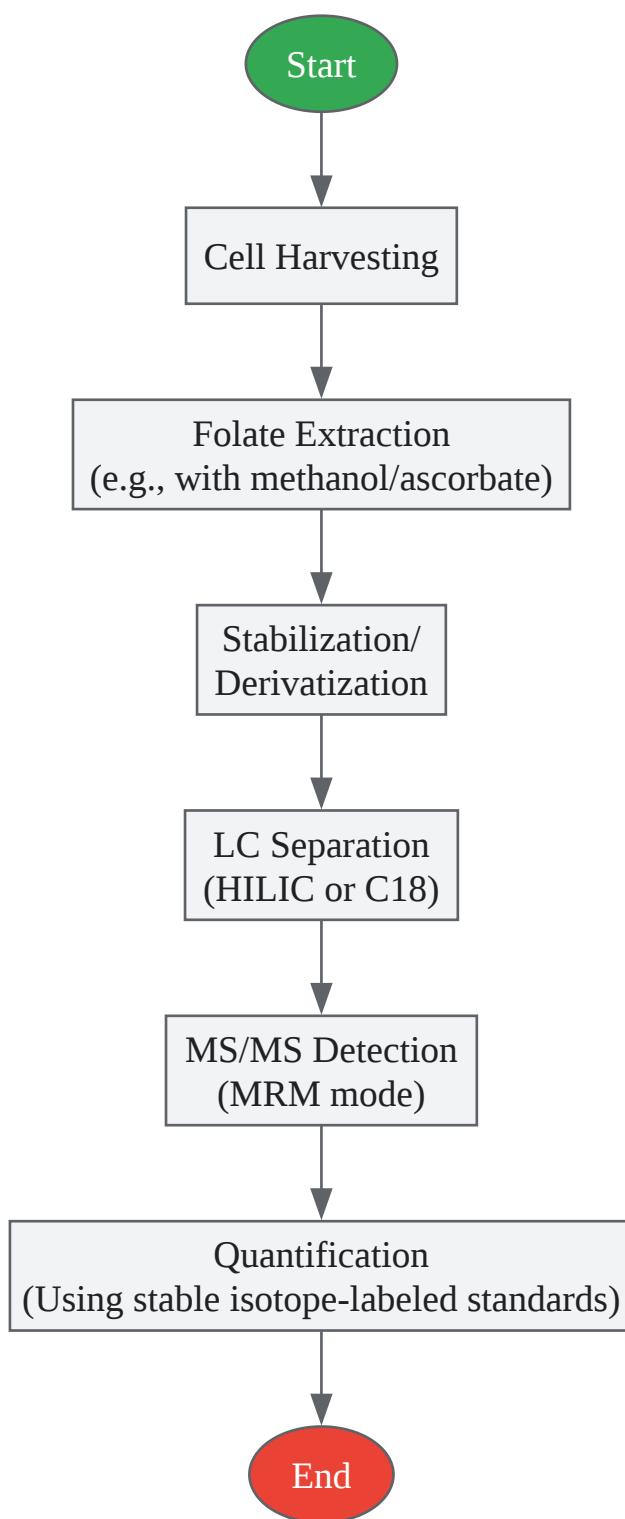 Start
Cell Harvesting
Folate Extraction
(e.g., with methanol/ascorbate)
Stabilization/
Derivatization
LC Separation
(HILIC or C18)
MS/MS Detection
(MRM mode)
Quantification
(Using stable isotope-labeled standards)
End